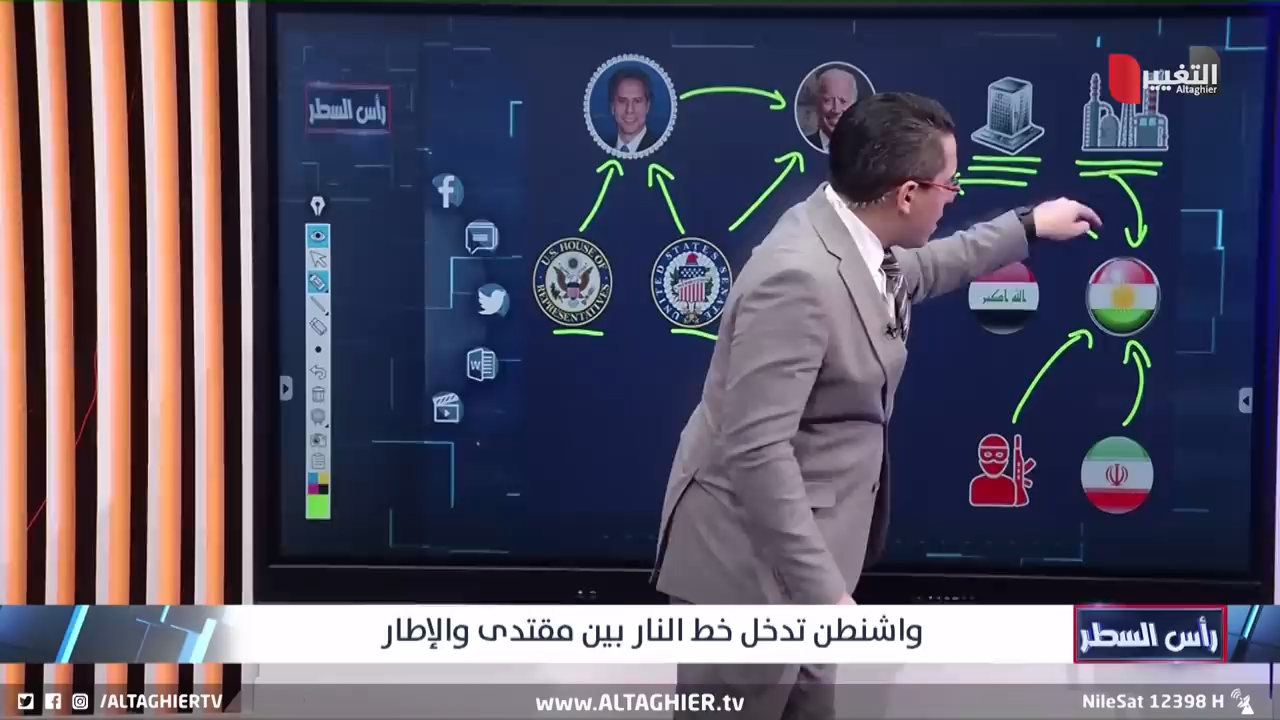 التغيير
Altaghier
رأس السطر
U.S. HOUSE OF REPRESENTATIVES
UNITED STATES SENATE
الله اكبر
W
واشنطن تدخل خط النار بين مقتدى والإطار
رأس السطر
/ALTAGHIERTV
www.ALTAGHIER.tv
NileSat 12398 H